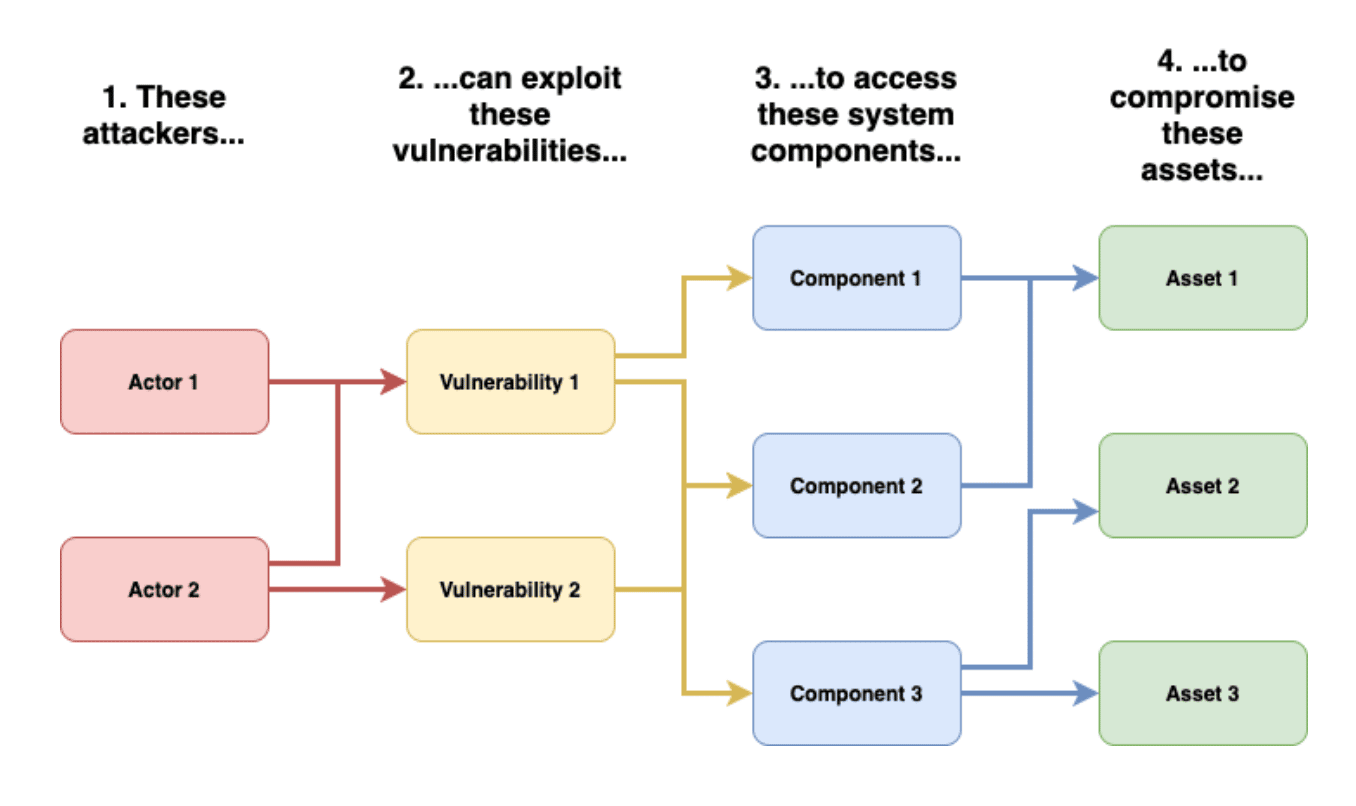 1. These
attackers...
2. ...can exploit
these
vulnerabilities...
3. ...to access
these system
components...
4. ...to
compromise
these
assets...
Actor 1
Actor 2
Vulnerability 1
Vulnerability 2
Component 1
Component 2
Component 3
Asset 1
Asset 2
Asset 3